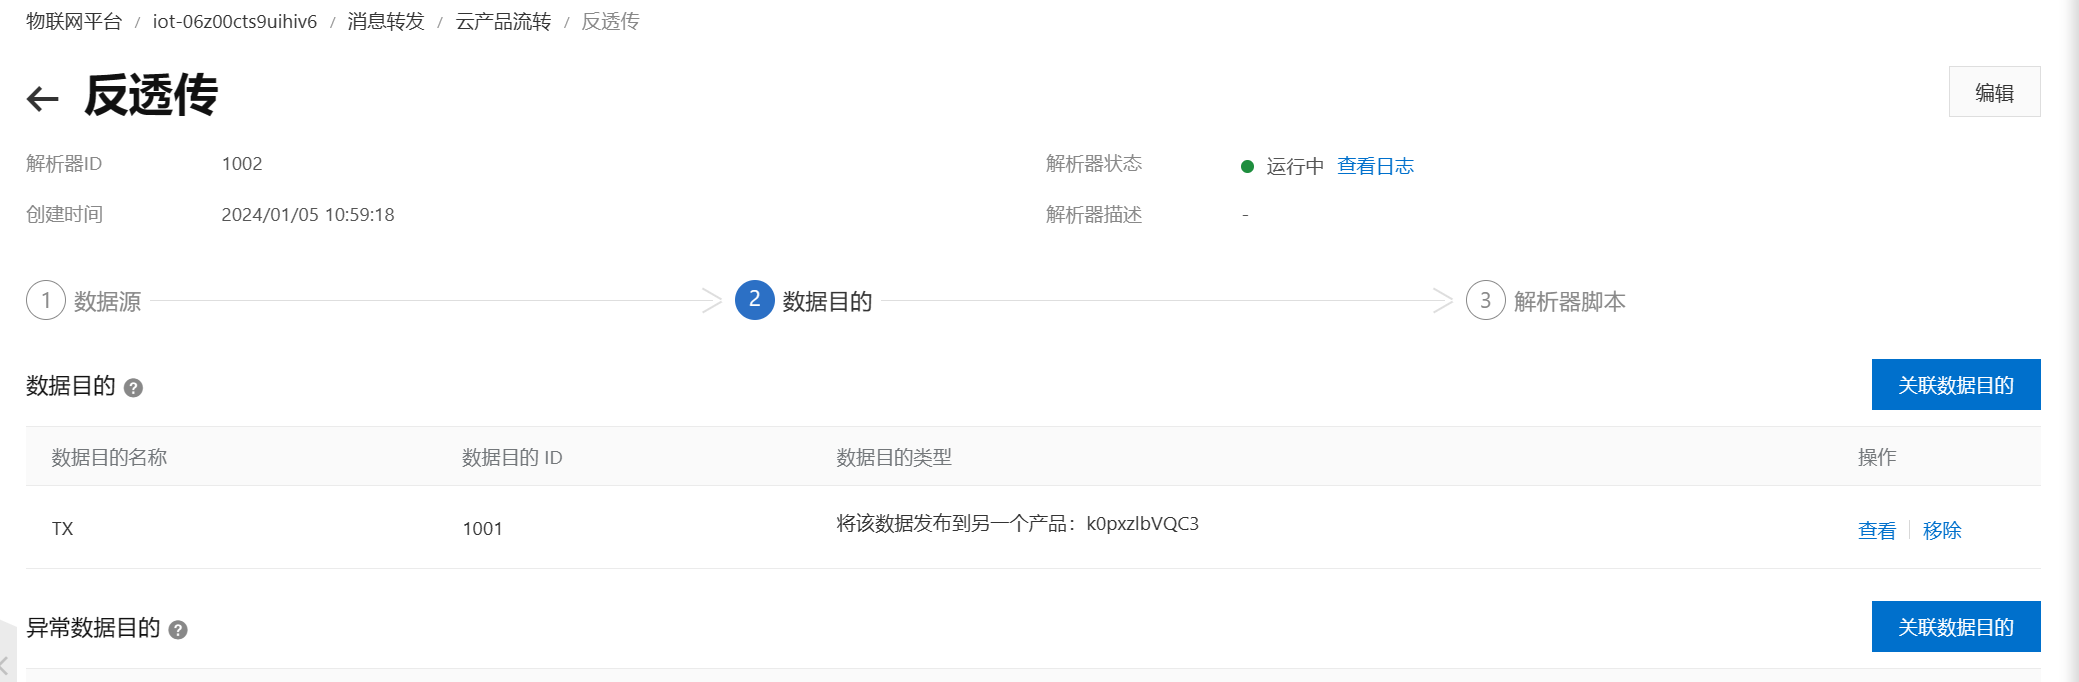 物联网平台 / iot-06z00cts9uihiv6 / 消息转发 / 云产品流转 / 反透传
← 反透传 编辑
解析器ID 1002 解析器状态 运行中 查看日志
创建时间 2024/01/05 10:59:18 解析器描述 -
1 数据源 2 数据目的 3 解析器脚本
数据目的 ? 关联数据目的
数据目的名称 数据目的 ID 数据目的类型 操作
TX 1001 将该数据发布到另一个产品：k0pxzlbVQC3 查看 移除
异常数据目的 ? 关联数据目的